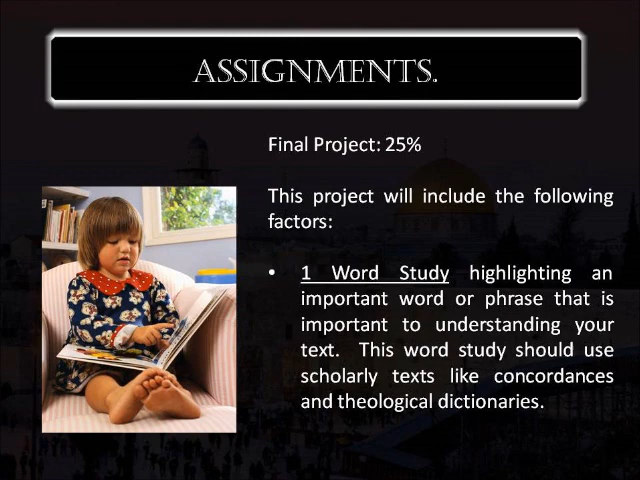 ASSIGNMENTS.
Final Project: 25%
This project will include the following
factors:
• 1 Word Study highlighting an
important word or phrase that is
important to understanding your
text. This word study should use
scholarly texts like concordances
and theological dictionaries.